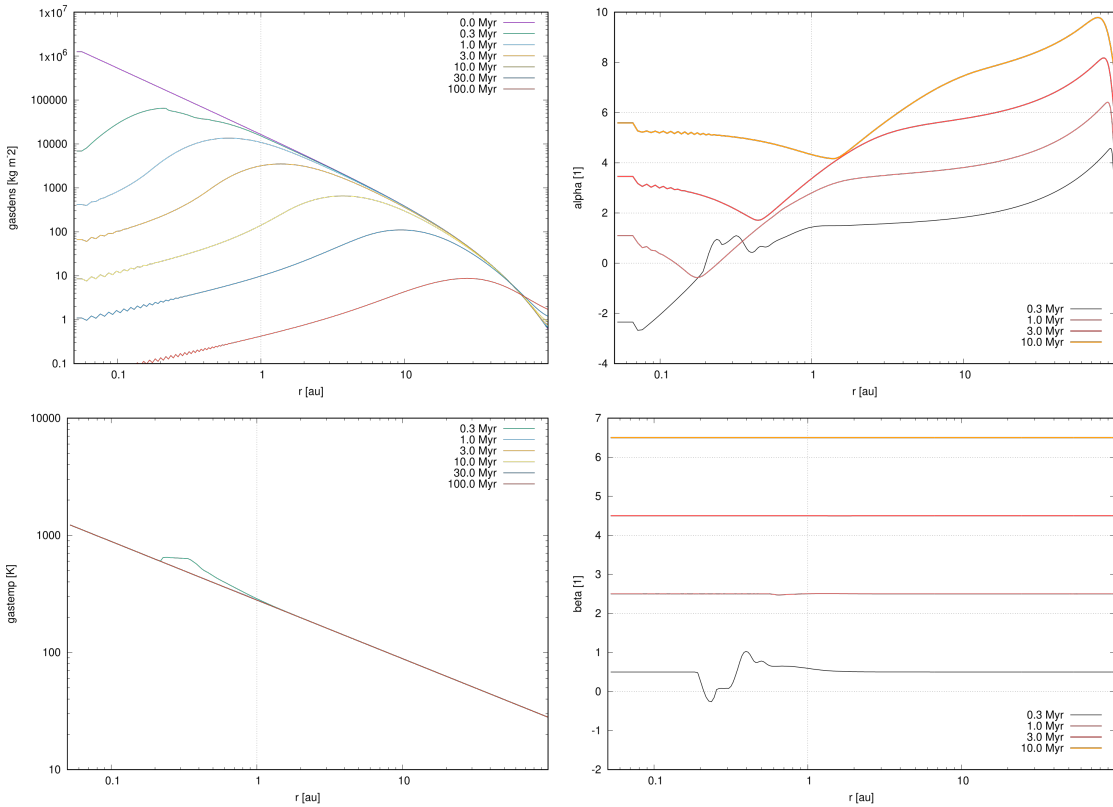 1x10^7
1x10^6
100000
10000
1000
100
10
1
0.1
0.1
1
10
r [au]
gasdens [kg m^-2]
0.0 Myr
0.3 Myr
1.0 Myr
3.0 Myr
10.0 Myr
30.0 Myr
100.0 Myr
10
8
6
4
2
0
-2
-4
0.1
1
10
r [au]
alpha [1]
0.3 Myr
1.0 Myr
3.0 Myr
10.0 Myr
10000
1000
100
10
0.1
1
10
r [au]
gastemp [K]
0.3 Myr
1.0 Myr
3.0 Myr
10.0 Myr
30.0 Myr
100.0 Myr
7
6
5
4
3
2
1
0
-1
-2
0.1
1
10
r [au]
beta [1]
0.3 Myr
1.0 Myr
3.0 Myr
10.0 Myr